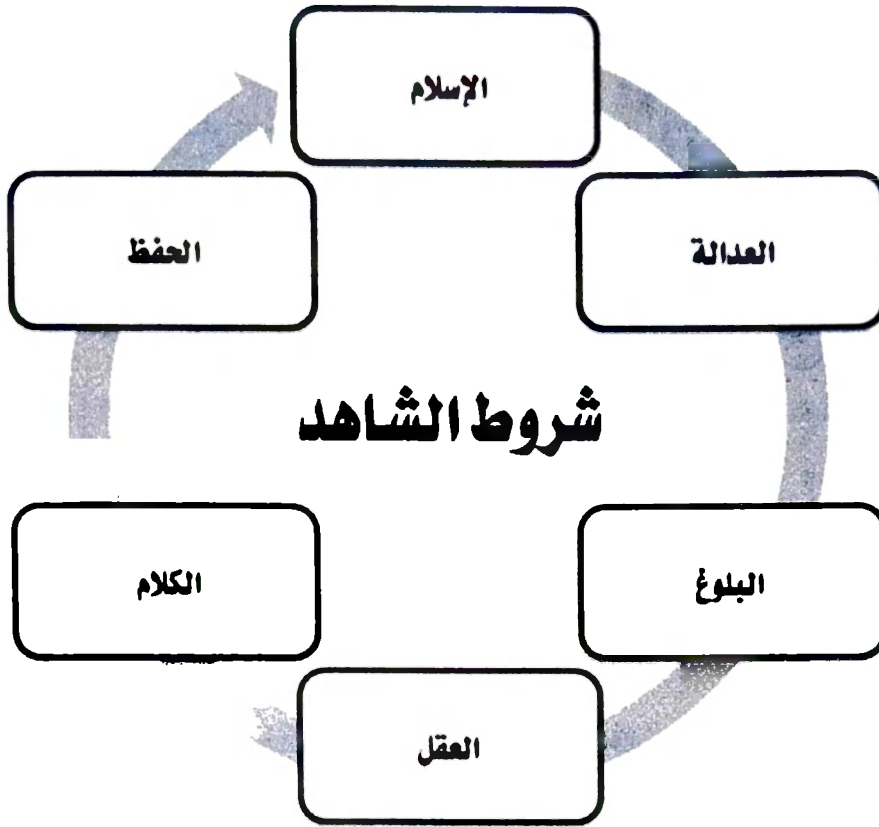 الإسلام
العدالة
الحفظ
شروط الشاهد
البلوغ
الكلام
العقل